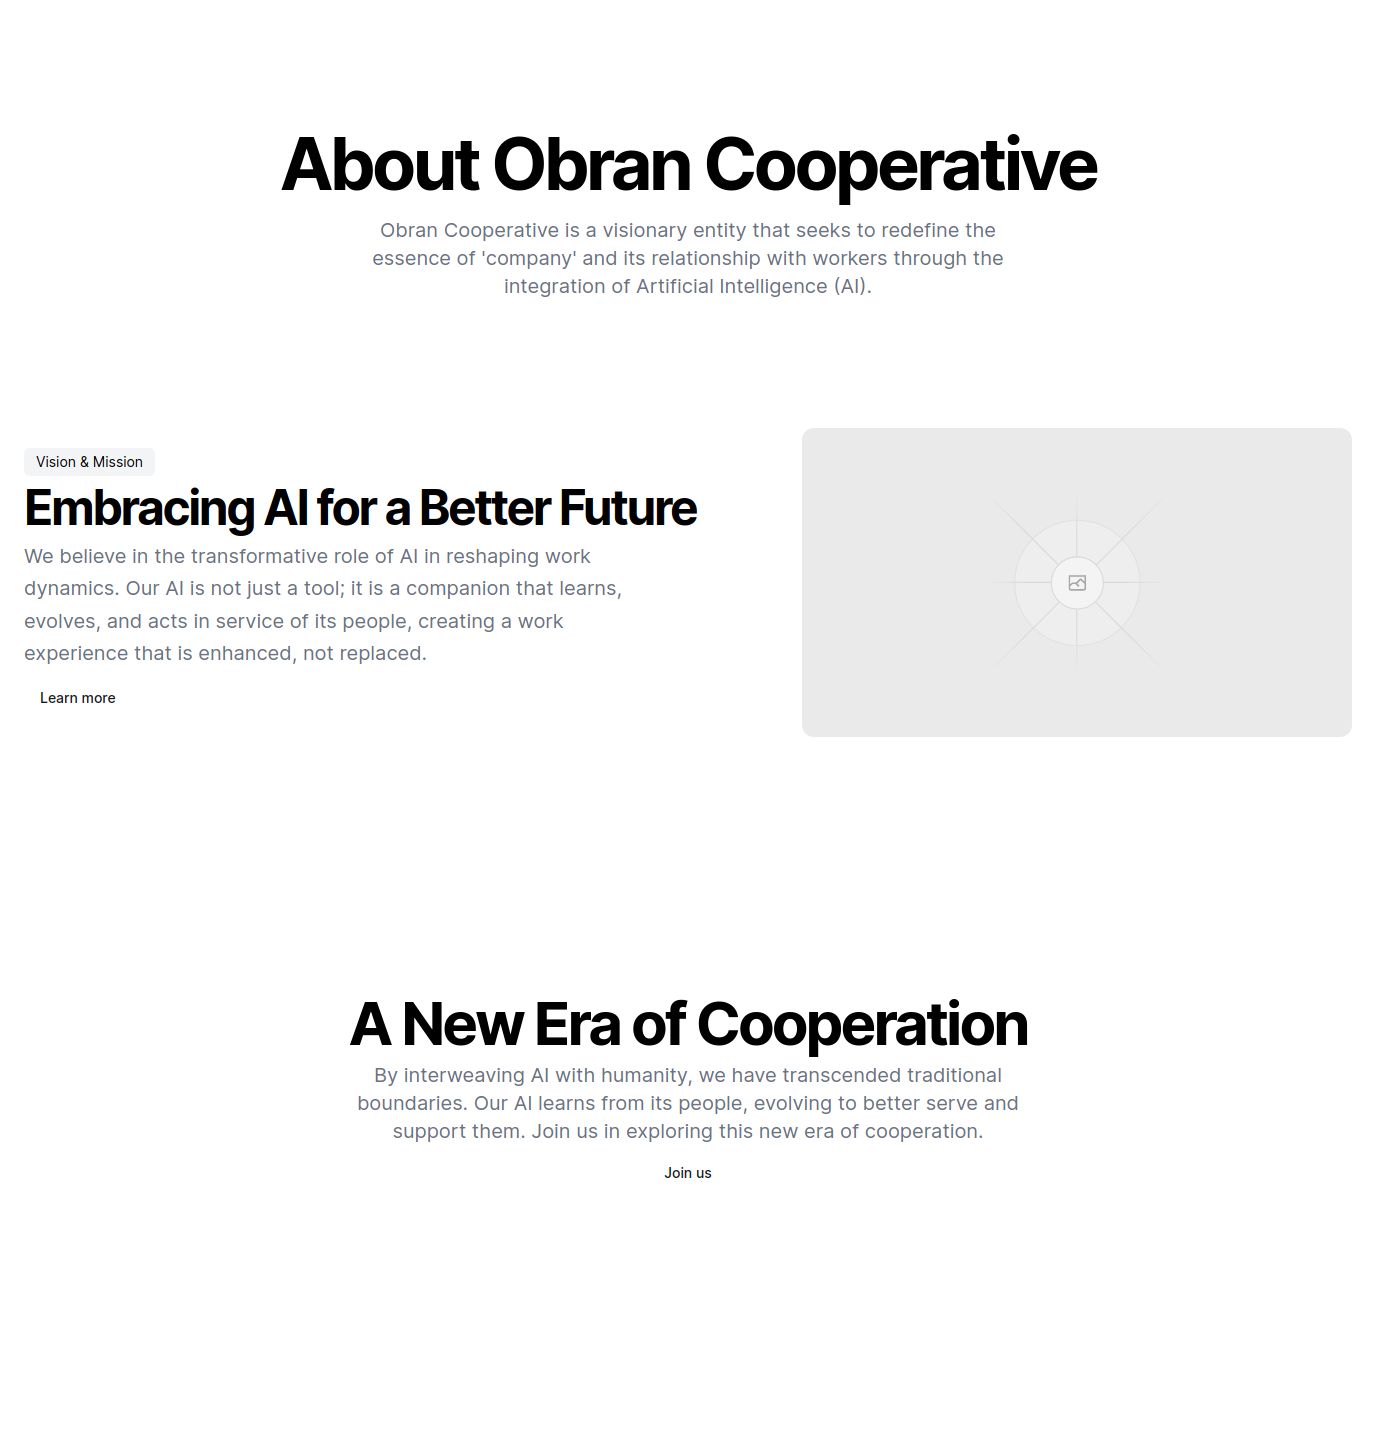 About Obran Cooperative
Obran Cooperative is a visionary entity that seeks to redefine the
essence of 'company' and its relationship with workers through the
integration of Artificial Intelligence (AI).
Vision & Mission
Embracing AI for a Better Future
We believe in the transformative role of AI in reshaping work
dynamics. Our AI is not just a tool; it is a companion that learns,
evolves, and acts in service of its people, creating a work
experience that is enhanced, not replaced.
Learn more
A New Era of Cooperation
By interweaving AI with humanity, we have transcended traditional
boundaries. Our AI learns from its people, evolving to better serve and
support them. Join us in exploring this new era of cooperation.
Join us